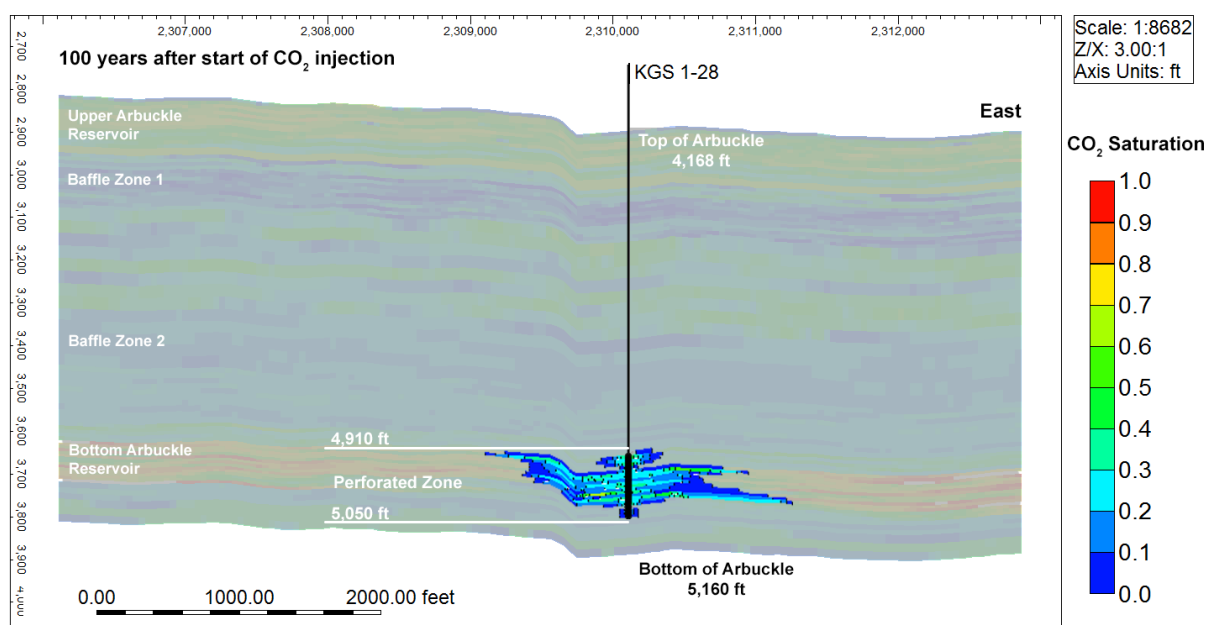 2,307,000 2,308,000 2,309,000 2,310,000 2,311,000 2,312,000
Scale: 1:8682
Z/X: 3.00:1
Axis Units: ft
100 years after start of CO₂ injection
KGS 1-28
East
Upper Arbuckle
Reservoir
Top of Arbuckle
4,168 ft
Baffle Zone 1
Baffle Zone 2
4,910 ft
Bottom Arbuckle
Reservoir
Perforated Zone
5,050 ft
Bottom of Arbuckle
5,160 ft
0.00 1000.00 2000.00 feet
2,700
2,800
2,900
3,000
3,100
3,200
3,300
3,400
3,500
3,600
3,700
3,800
3,900
4,000
CO₂ Saturation
1.0
0.9
0.8
0.7
0.6
0.5
0.4
0.3
0.2
0.1
0.0